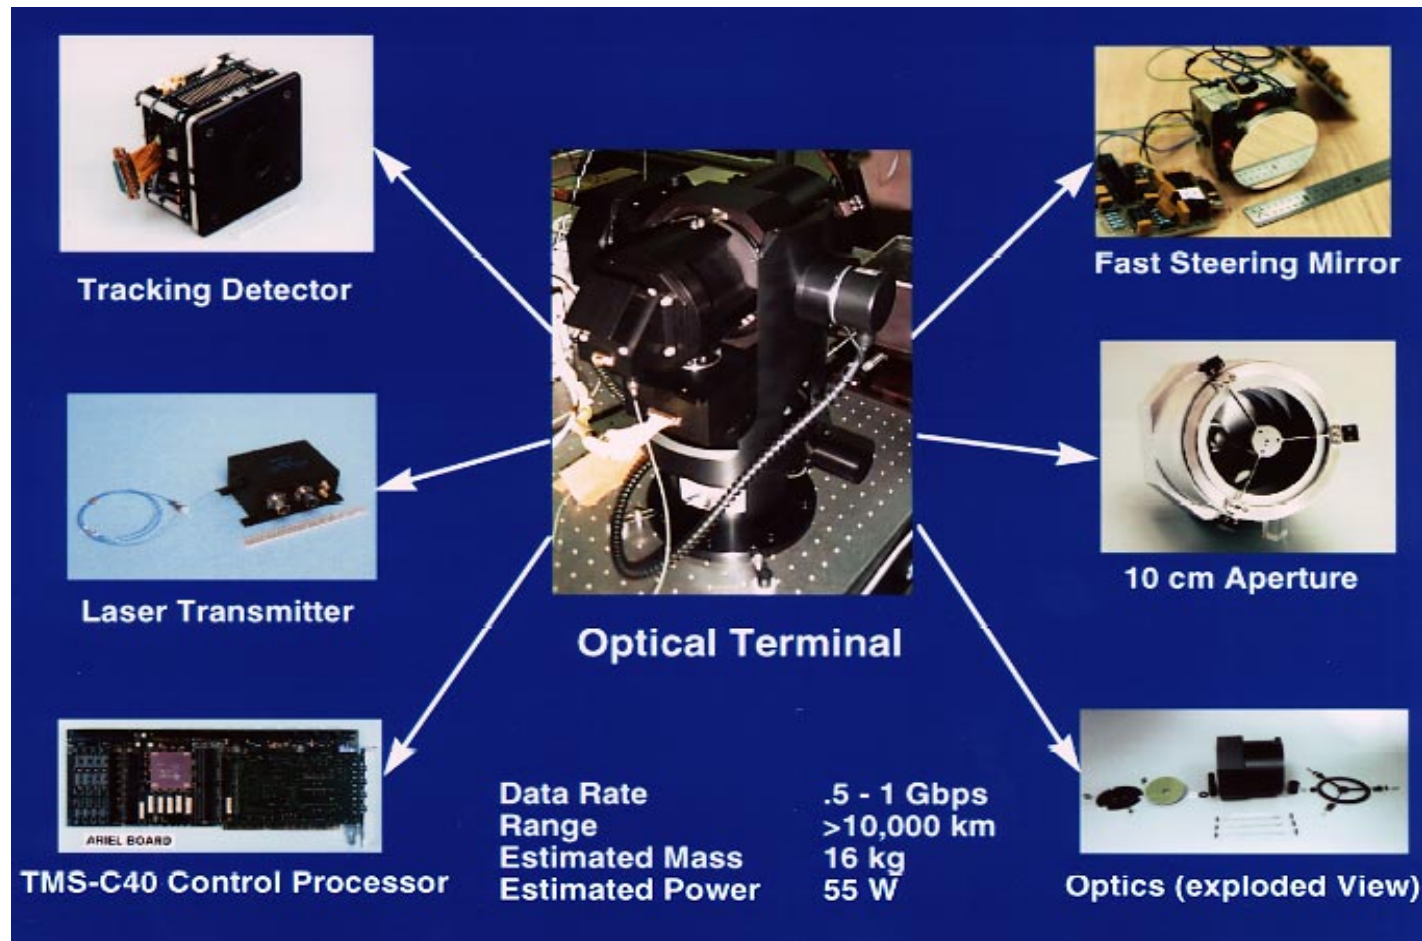 Tracking Detector
Fast Steering Mirror
Laser Transmitter
10 cm Aperture
Optical Terminal
ARIEL BOARD
TMS-C40 Control Processor
Data Rate .5 - 1 Gbps
Range >10,000 km
Estimated Mass 16 kg
Estimated Power 55 W
Optics (exploded View)